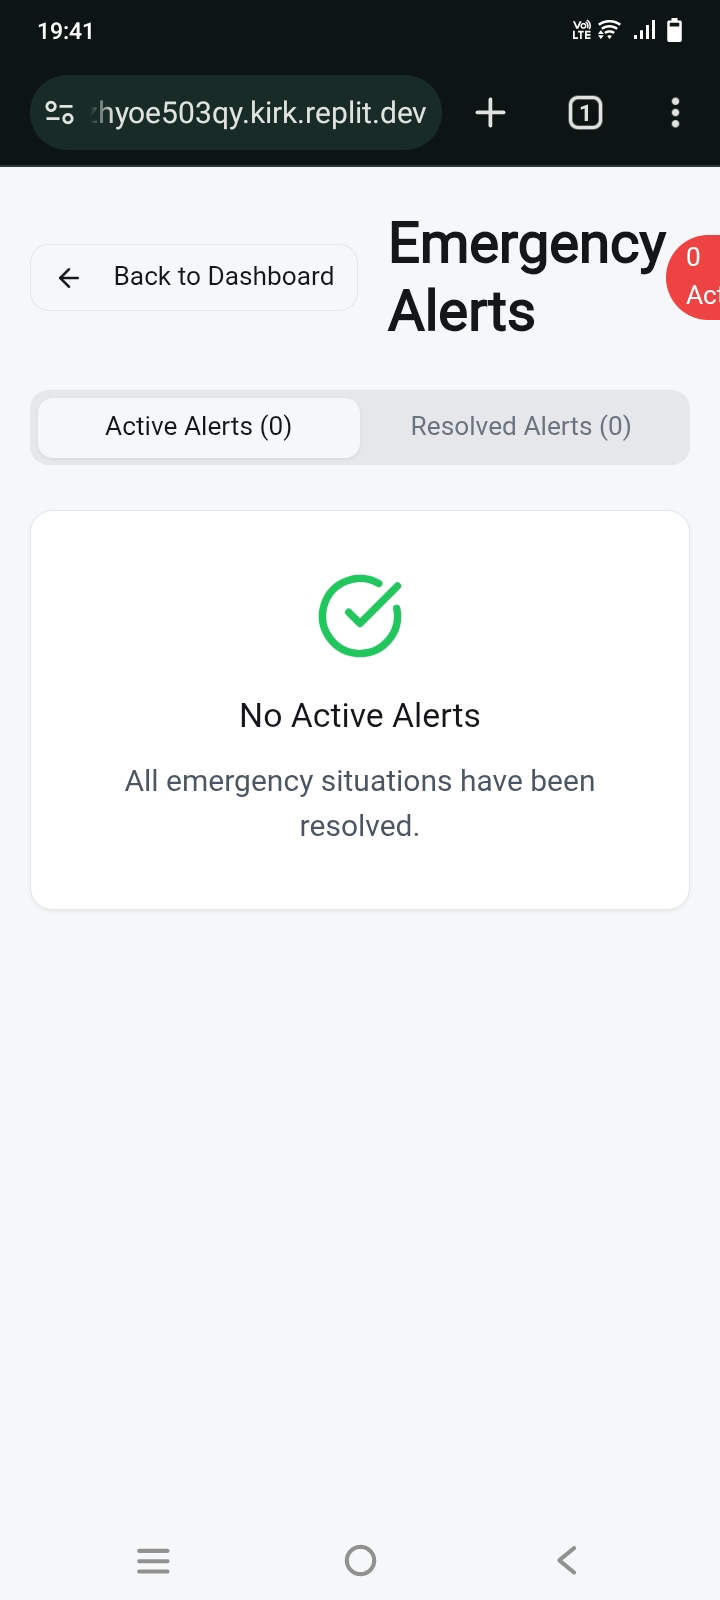 19:41
Vo) LTE
zhyoe503qy.kirk.replit.dev
1
Back to Dashboard
Emergency
Alerts
0
Act
Active Alerts (0)
Resolved Alerts (0)
No Active Alerts
All emergency situations have been
resolved.